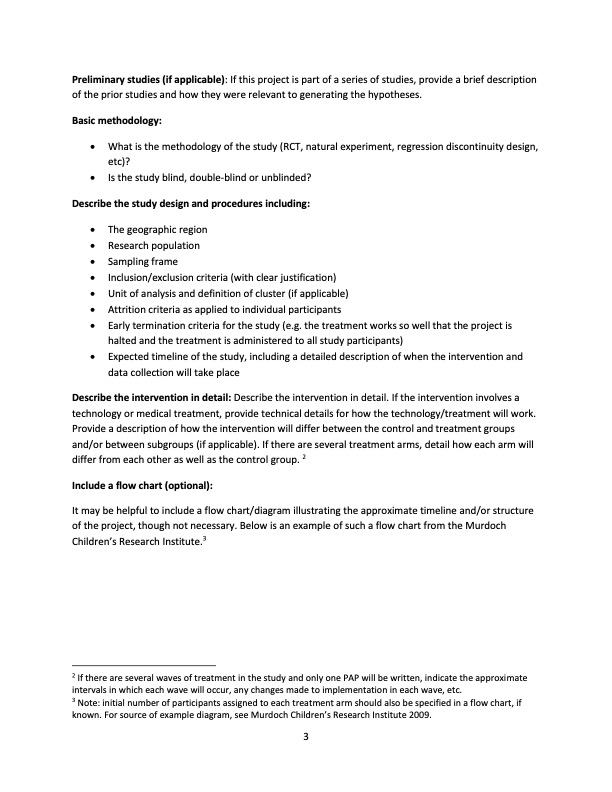 Preliminary studies (if applicable): If this project is part of a series of studies, provide a brief description
of the prior studies and how they were relevant to generating the hypotheses.
Basic methodology:
• What is the methodology of the study (RCT, natural experiment, regression discontinuity design,
etc)?
• Is the study blind, double-blind or unblinded?
Describe the study design and procedures including:
• The geographic region
• Research population
• Sampling frame
• Inclusion/exclusion criteria (with clear justification)
• Unit of analysis and definition of cluster (if applicable)
• Attrition criteria as applied to individual participants
• Early termination criteria for the study (e.g. the treatment works so well that the project is
halted and the treatment is administered to all study participants)
• Expected timeline of the study, including a detailed description of when the intervention and
data collection will take place
Describe the intervention in detail: Describe the intervention in detail. If the intervention involves a
technology or medical treatment, provide technical details for how the technology/treatment will work.
Provide a description of how the intervention will differ between the control and treatment groups
and/or between subgroups (if applicable). If there are several treatment arms, detail how each arm will
differ from each other as well as the control group. 2
Include a flow chart (optional):
It may be helpful to include a flow chart/diagram illustrating the approximate timeline and/or structure
of the project, though not necessary. Below is an example of such a flow chart from the Murdoch
Children’s Research Institute.3
2 If there are several waves of treatment in the study and only one PAP will be written, indicate the approximate
intervals in which each wave will occur, any changes made to implementation in each wave, etc.
3 Note: initial number of participants assigned to each treatment arm should also be specified in a flow chart, if
known. For source of example diagram, see Murdoch Children’s Research Institute 2009.
3